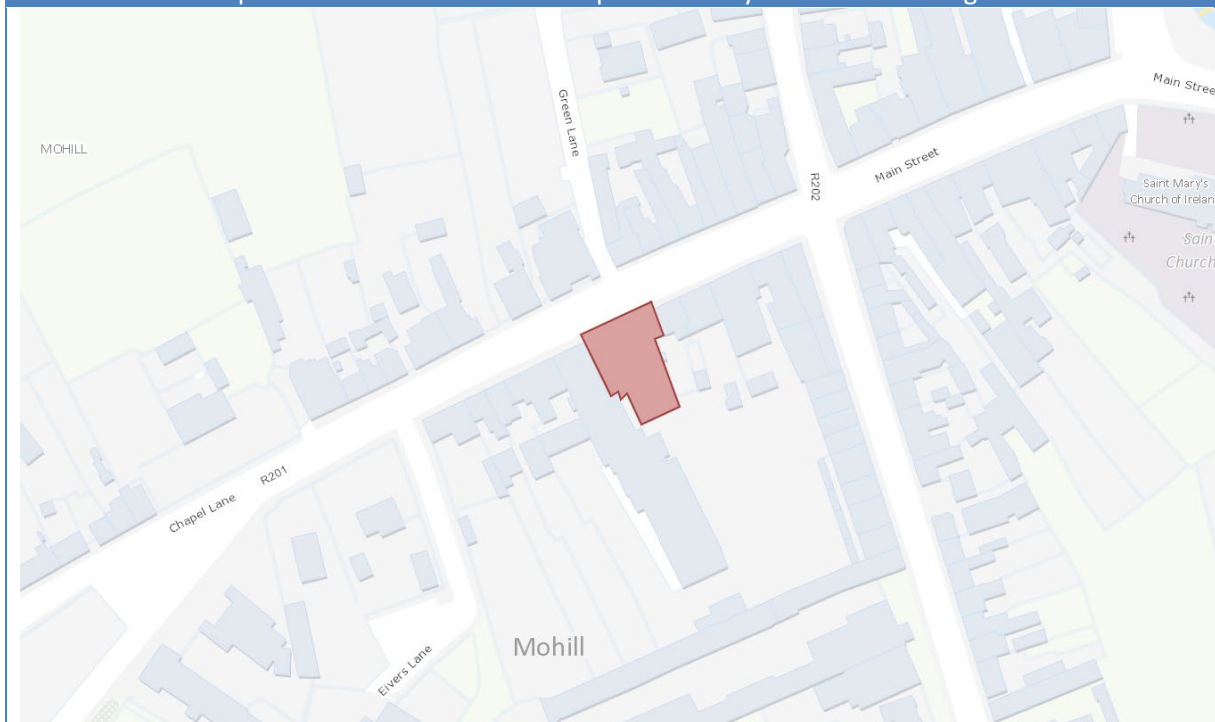 Green Lane
Main Stree
MOHILL
Main Street
R202
Saint Mary's
Church of Irelan
Sain
Church
R201
Chapel Lane
Mohill
Eivers Lane